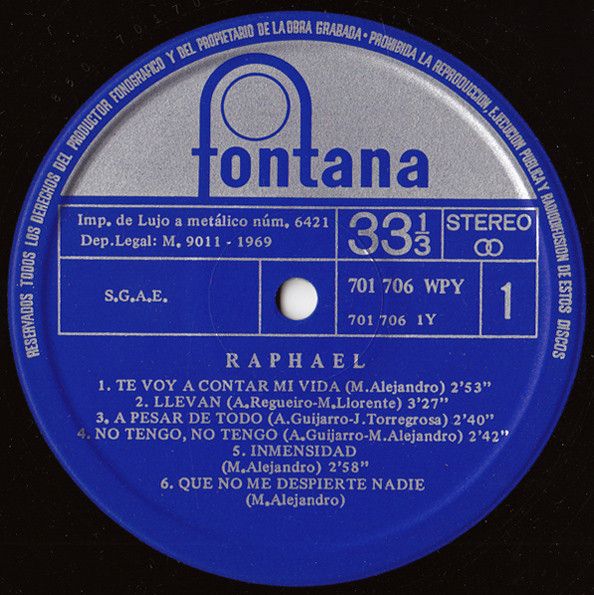 RESERVADOS TODOS LOS DERECHOS DEL PRODUCTOR FONOGRAFICO Y DEL PROPIETARIO DE LA OBRA GRABADA • PROHIBIDA LA REPRODUCCION, EJECUCION PUBLICA Y RADIODIFUSION DE ESTOS DISCOS
fontana
Imp. de Lujo a metálico núm. 6421
Dep.Legal: M. 9011 - 1969
33 1/3
STEREO
S.G.A.E.
701 706 WPY
701 706 1Y
1
RAPHAEL
1. TE VOY A CONTAR MI VIDA (M.Alejandro) 2'53"
2. LLEVAN (A.Regueiro-M.Llorente) 3'27"
3. A PESAR DE TODO (A.Guijarro-J.Torregrosa) 2'40"
4. NO TENGO, NO TENGO (A.Guijarro-M.Alejandro) 2'42"
5. INMENSIDAD
(M.Alejandro) 2'58"
6. QUE NO ME DESPIERTE NADIE
(M.Alejandro)